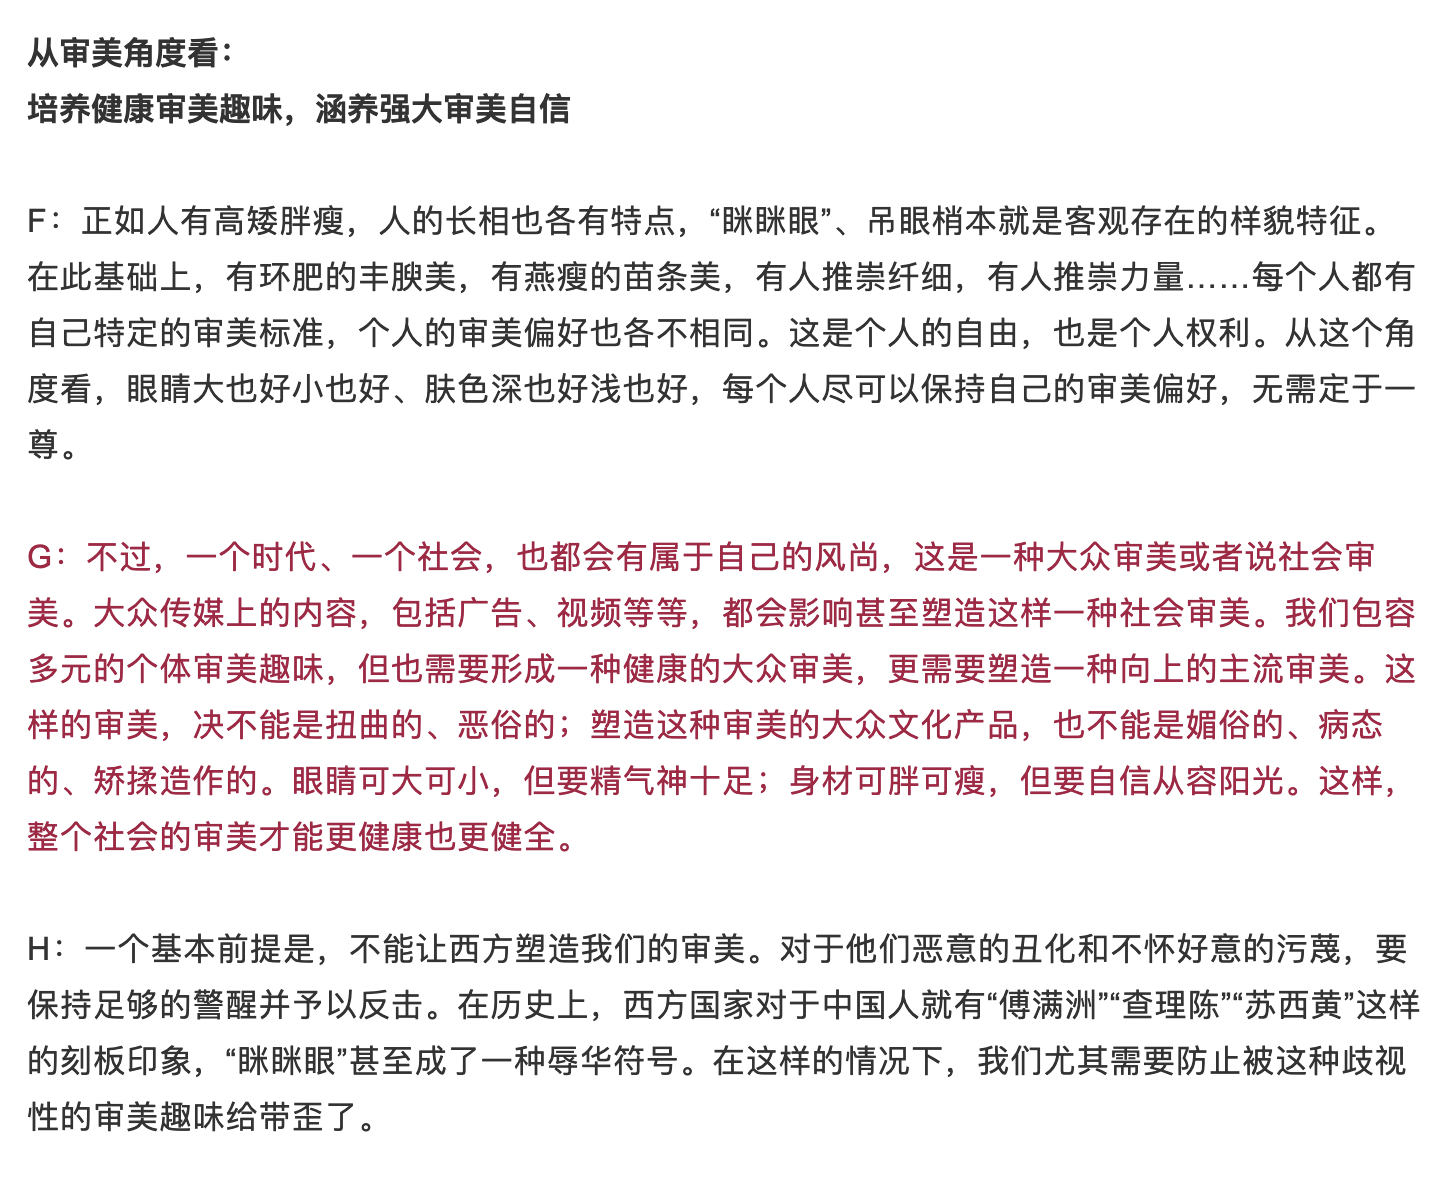 从审美角度看：
培养健康审美趣味，涵养强大审美自信
F：正如人有高矮胖瘦，人的长相也各有特点，“眯眯眼”、吊眼梢本就是客观存在的样貌特征。
在此基础上，有环肥的丰腴美，有燕瘦的苗条美，有人推崇纤细，有人推崇力量……每个人都有
自己特定的审美标准，个人的审美偏好也各不相同。这是个人的自由，也是个人权利。从这个角
度看，眼睛大也好小也好、肤色深也好浅也好，每个人尽可以保持自己的审美偏好，无需定于一
尊。
G：不过，一个时代、一个社会，也都会有属于自己的风尚，这是一种大众审美或者说社会审
美。大众传媒上的内容，包括广告、视频等等，都会影响甚至塑造这样一种社会审美。我们包容
多元的个体审美趣味，但也需要形成一种健康的大众审美，更需要塑造一种向上的主流审美。这
样的审美，决不能是扭曲的、恶俗的；塑造这种审美的大众文化产品，也不能是媚俗的、病态
的、矫揉造作的。眼睛可大可小，但要精气神十足；身材可胖可瘦，但要自信从容阳光。这样，
整个社会的审美才能更健康也更健全。
H：一个基本前提是，不能让西方塑造我们的审美。对于他们恶意的丑化和不怀好意的污蔑，要
保持足够的警醒并予以反击。在历史上，西方国家对于中国人就有“傅满洲”“查理陈”“苏西黄”这样
的刻板印象，“眯眯眼”甚至成了一种辱华符号。在这样的情况下，我们尤其需要防止被这种歧视
性的审美趣味给带歪了。